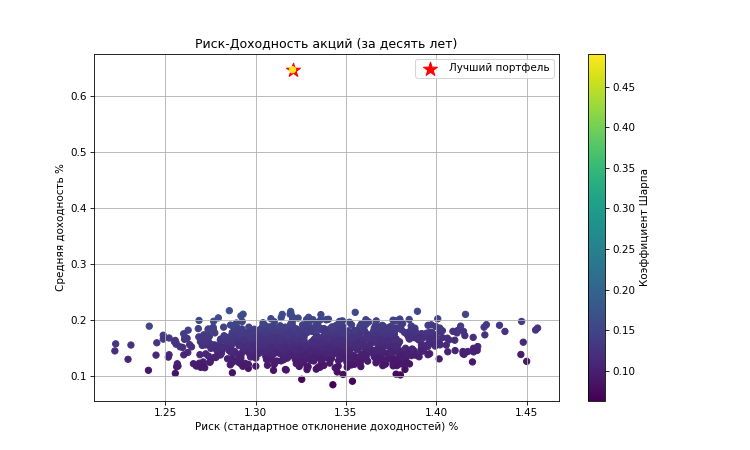 Риск-Доходность акций (за десять лет)
Лучший портфель
Средняя доходность %
0.6
0.5
0.4
0.3
0.2
0.1
1.25 1.30 1.35 1.40 1.45
Риск (стандартное отклонение доходностей) %
0.45
0.40
0.35
0.30
0.25
0.20
0.15
0.10
Коэффициент Шарпа